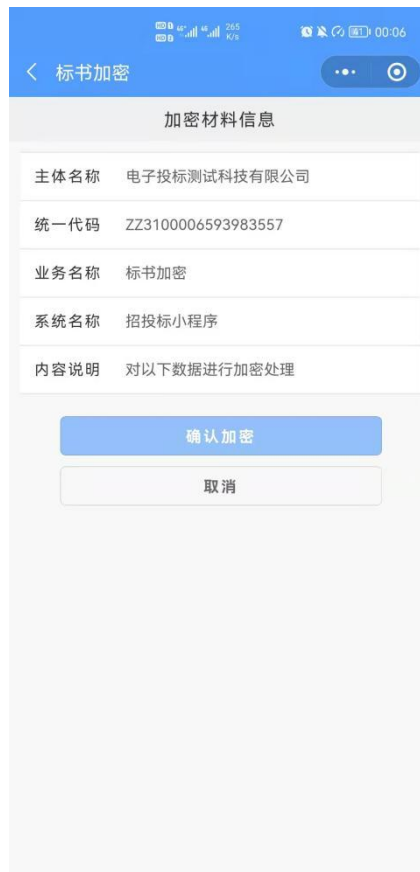 265
K/s
00:06
标书加密
加密材料信息
主体名称 电子投标测试科技有限公司
统一代码 ZZ3100006593983557
业务名称 标书加密
系统名称 招投标小程序
内容说明 对以下数据进行加密处理
确认加密
取消